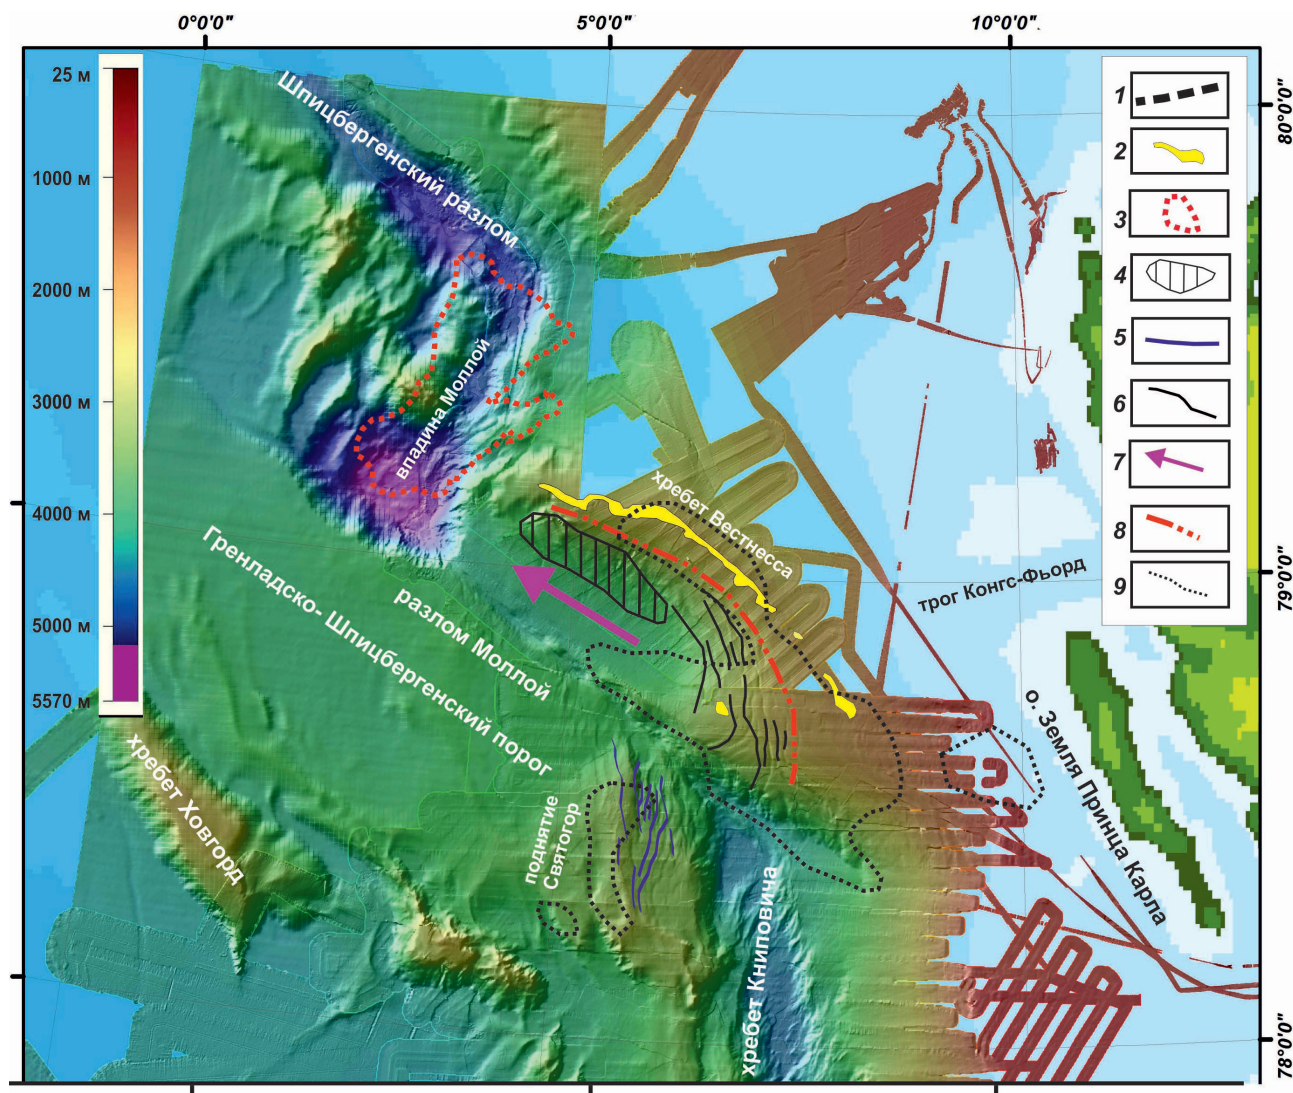 0°0'0"
5°0'0"
10°0'0"
25 м
1000 м
2000 м
3000 м
4000 м
5000 м
5570 м
Шпицбергенский разлом
впадина Моллой
хребет Вестнесса
Гренладско- Шпицбергенский порог
разлом Моллой
хребет Ховгорд
поднятие
Святогор
хребет Книповича
трог Конгс-Фьорд
о. Земля Принца Карла
1
2
3
4
5
6
7
8
9
80°0'0"
79°0'0"
78°0'0"